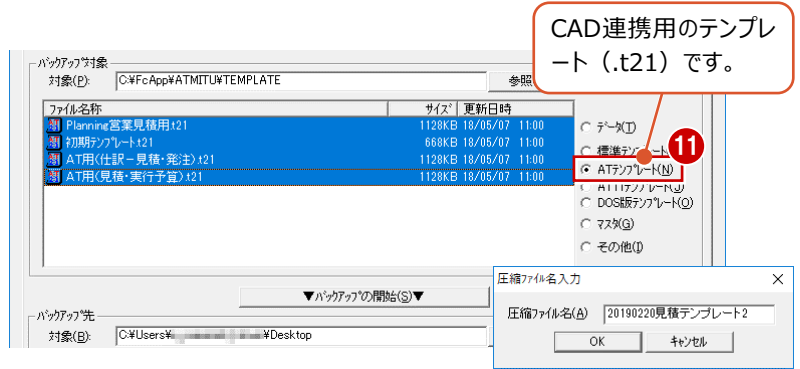 CAD連携用のテンプレ
ート（.t21）です。
バックアップ対象
対象(P): C:¥FcApp¥ATMITU¥TEMPLATE 参照
ファイル名称 サイズ 更新日時
Planning営業見積用.t21 1128KB 18/05/07 11:00
初期テンプレート.t21 668KB 18/05/07 11:00
AT用(仕訳－見積・発注).t21 1128KB 18/05/07 11:00
AT用(見積・実行予算).t21 1128KB 18/05/07 11:00
データ(T)
標準テンプレート
11
ATテンプレート(N)
DOS版テンプレート(O)
マスタ(G)
その他(I)
▼バックアップの開始(S)▼
バックアップ先
対象(B): C:¥Users¥ ¥Desktop
圧縮ファイル名入力
圧縮ファイル名(A) 20190220見積テンプレート2
OK キャンセル